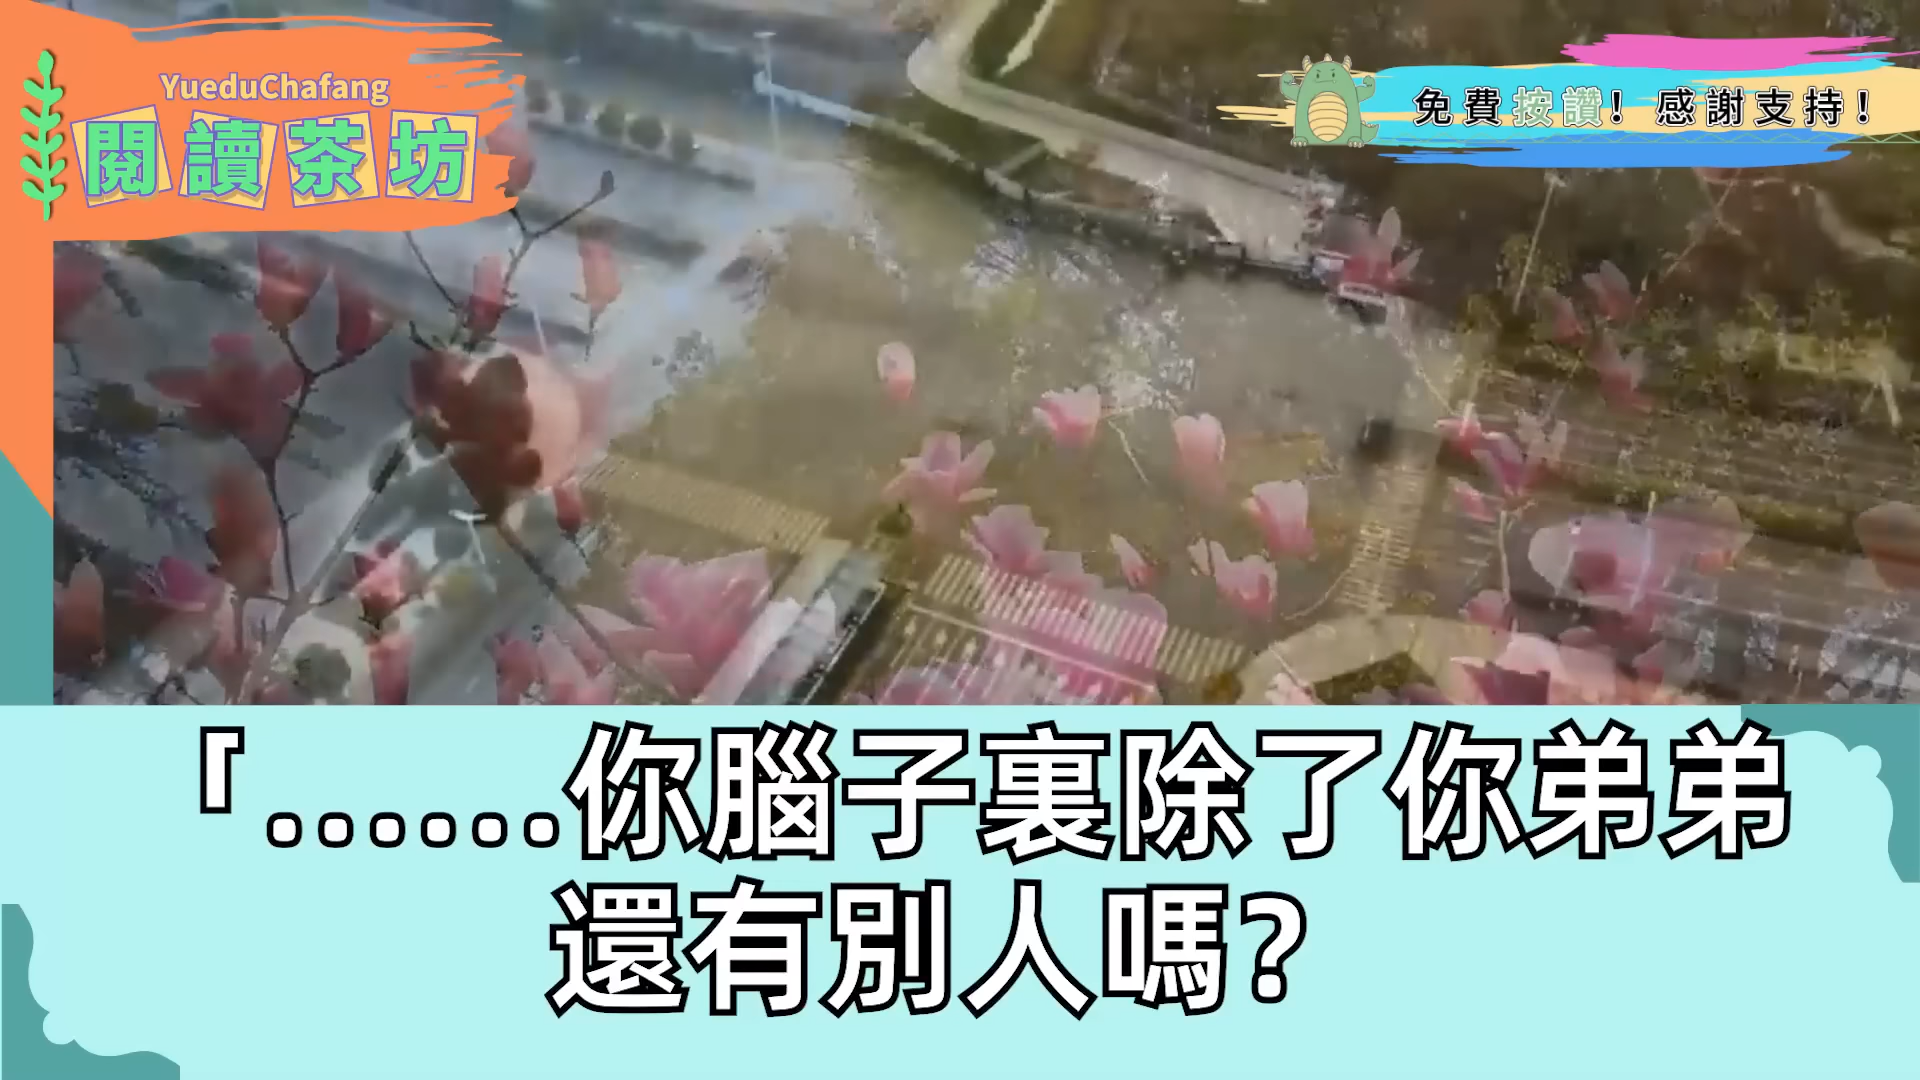 YueduChafang
閱讀茶坊
免費按讚！感謝支持！
「……你腦子裏除了你弟弟
還有別人嗎？